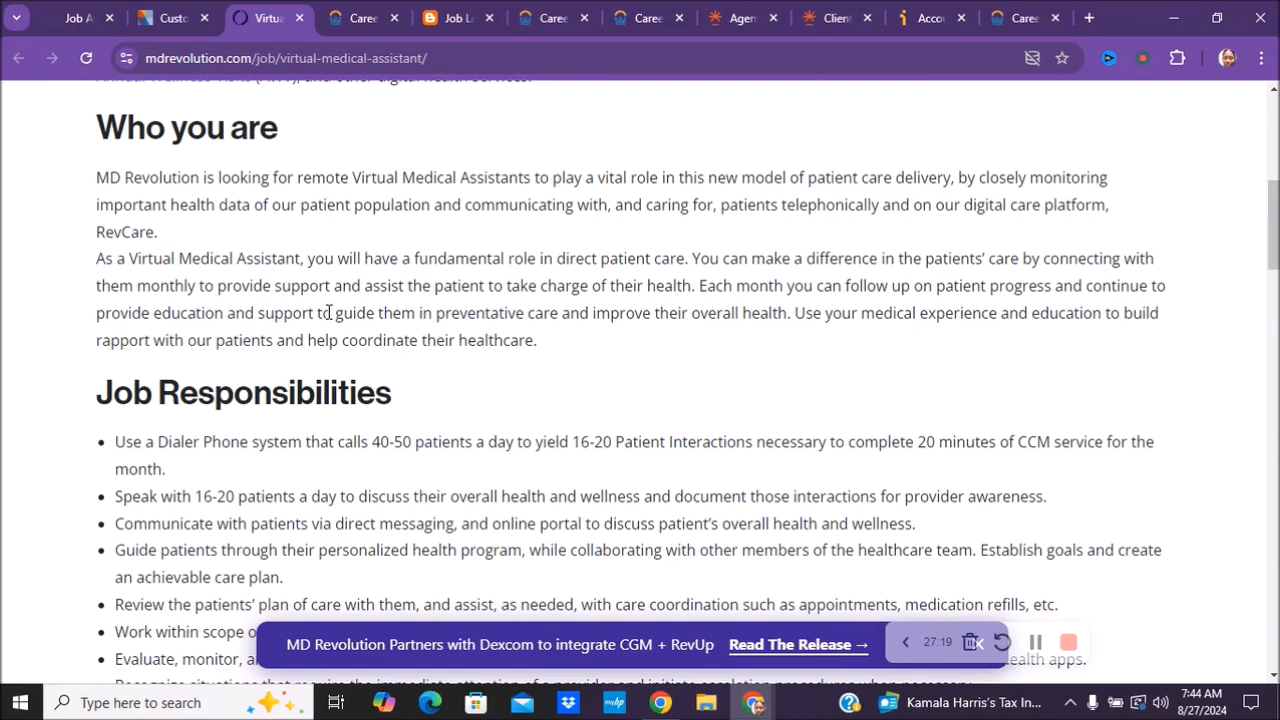 Job A
Custo
Virtua
Caree
Job L
Caree
Caree
Agen
Client
Accou
Caree
mdrevolution.com/job/virtual-medical-assistant/
Who you are
MD Revolution is looking for remote Virtual Medical Assistants to play a vital role in this new model of patient care delivery, by closely monitoring
important health data of our patient population and communicating with, and caring for, patients telephonically and on our digital care platform,
RevCare.
As a Virtual Medical Assistant, you will have a fundamental role in direct patient care. You can make a difference in the patients' care by connecting with
them monthly to provide support and assist the patient to take charge of their health. Each month you can follow up on patient progress and continue to
provide education and support to guide them in preventative care and improve their overall health. Use your medical experience and education to build
rapport with our patients and help coordinate their healthcare.
Job Responsibilities
• Use a Dialer Phone system that calls 40-50 patients a day to yield 16-20 Patient Interactions necessary to complete 20 minutes of CCM service for the
month.
• Speak with 16-20 patients a day to discuss their overall health and wellness and document those interactions for provider awareness.
• Communicate with patients via direct messaging, and online portal to discuss patient's overall health and wellness.
• Guide patients through their personalized health program, while collaborating with other members of the healthcare team. Establish goals and create
an achievable care plan.
• Review the patients' plan of care with them, and assist, as needed, with care coordination such as appointments, medication refills, etc.
• Work within scope
MD Revolution Partners with Dexcom to integrate CGM + RevUp Read The Release →
27:19
• Evaluate, monitor, health apps.
Type here to search
Kamala Harris's Tax In...
7:44 AM
8/27/2024